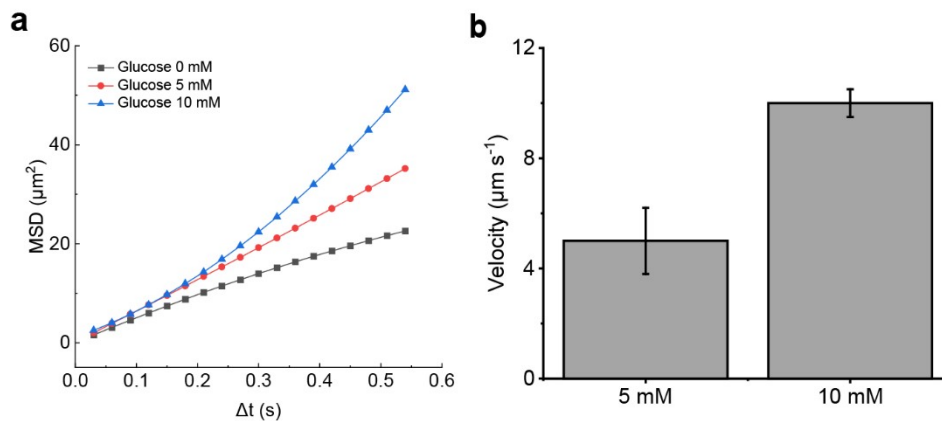 a
60
40
20
0
MSD (µm²)
Glucose 0 mM
Glucose 5 mM
Glucose 10 mM
0.0 0.1 0.2 0.3 0.4 0.5 0.6
Δt (s)
b
12
8
4
0
Velocity (µm s⁻¹)
5 mM 10 mM